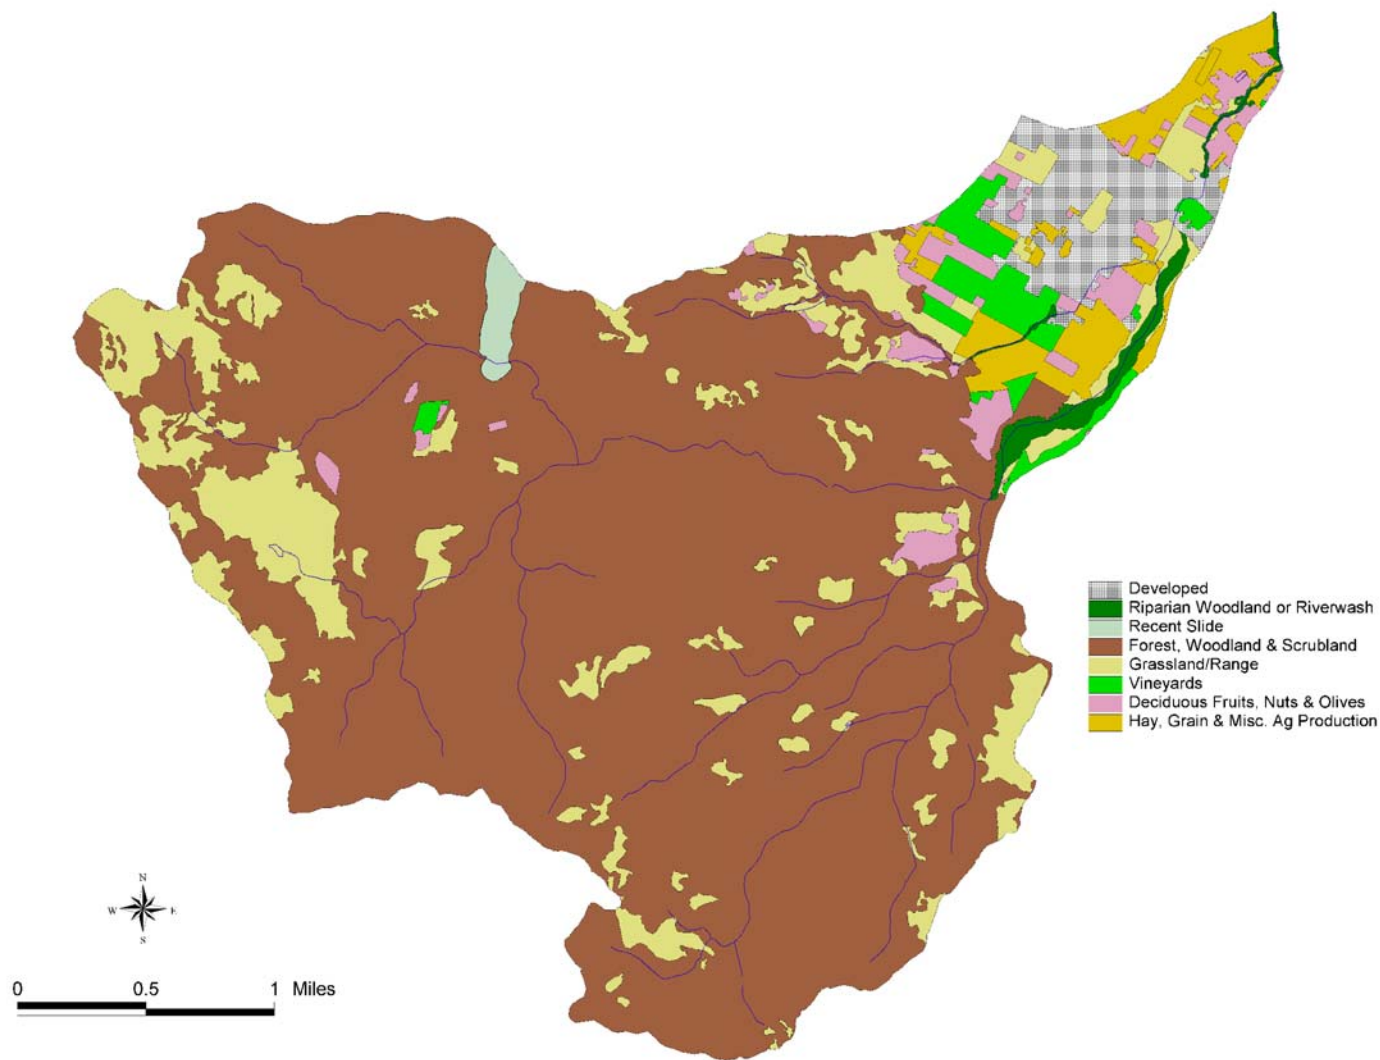 Developed
Riparian Woodland or Riverwash
Recent Slide
Forest, Woodland & Scrubland
Grassland/Range
Vineyards
Deciduous Fruits, Nuts & Olives
Hay, Grain & Misc. Ag Production
N
W E
S
0 0.5 1 Miles